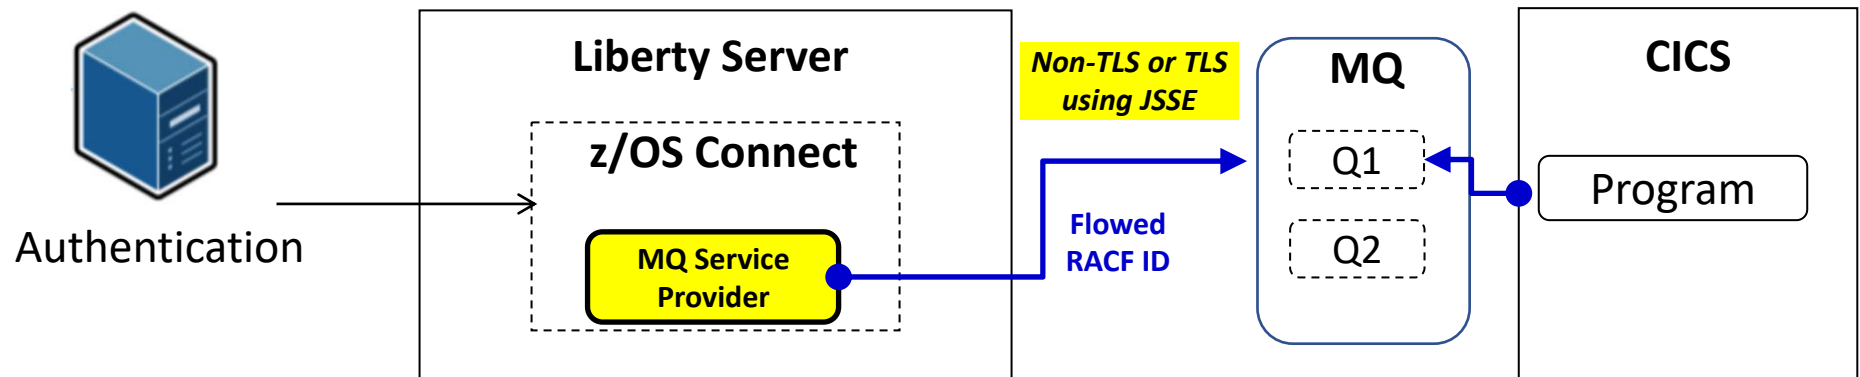 Authentication
Liberty Server
z/OS Connect
MQ Service
Provider
Non-TLS or TLS
using JSSE
Flowed
RACF ID
MQ
Q1
Q2
CICS
Program